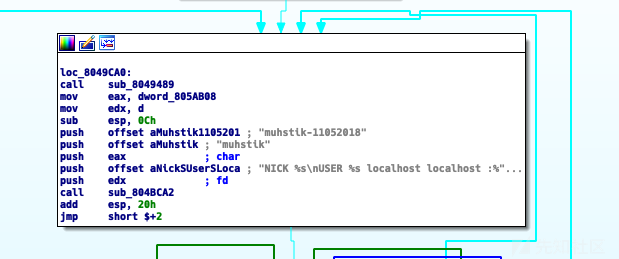 loc_8049CA0:
call sub_8049489
mov eax, dword_805AB08
mov edx, d
sub esp, 0Ch
push offset aMuhstik1105201 ; "muhstik-11052018"
push offset aMuhstik ; "muhstik"
push eax ; char
push offset aNickSUserSLoca ; "NICK %s\nUSER %s localhost localhost :%"...
push edx ; fd
call sub_804BCA2
add esp, 20h
jmp short $+2